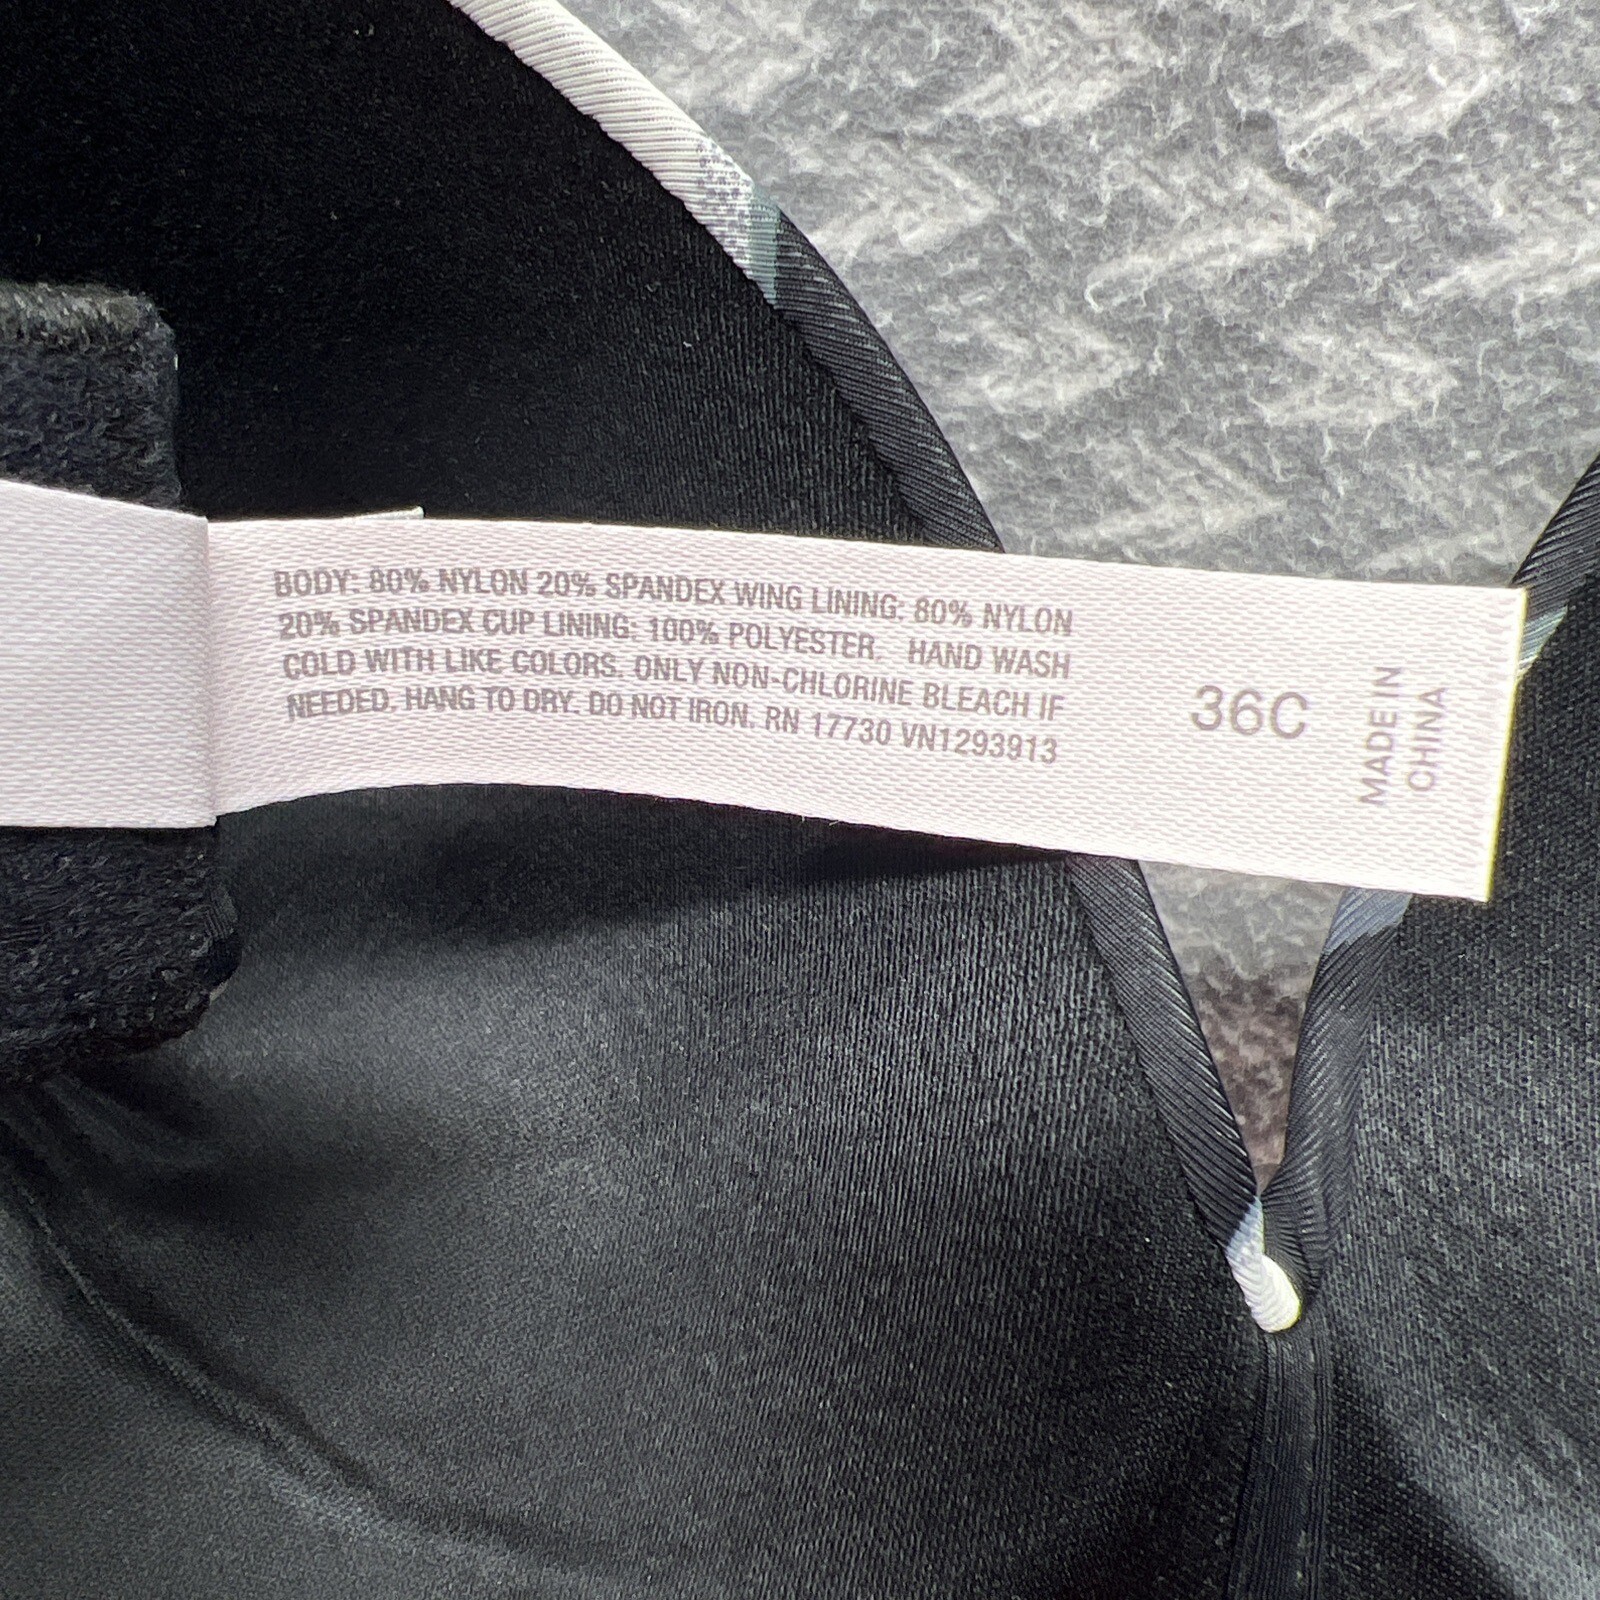 BODY: 80% NYLON 20% SPANDEX WING LINING: 80% NYLON
20% SPANDEX CUP LINING: 100% POLYESTER. HAND WASH
COLD WITH LIKE COLORS. ONLY NON-CHLORINE BLEACH IF
NEEDED. HANG TO DRY. DO NOT IRON. RN 17730 VN1293913
36C
MADE IN
CHINA